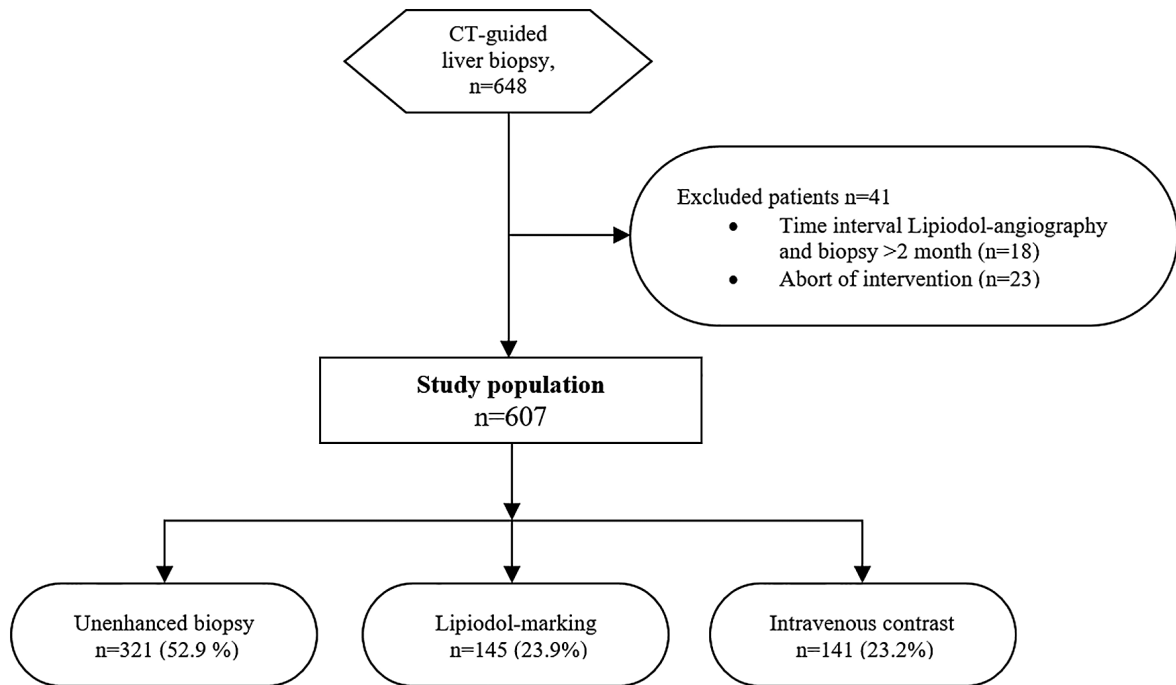 CT-guided
liver biopsy,
n=648
Excluded patients n=41
• Time interval Lipiodol-angiography
and biopsy >2 month (n=18)
• Abort of intervention (n=23)
Study population
n=607
Unenhanced biopsy
n=321 (52.9 %)
Lipiodol-marking
n=145 (23.9%)
Intravenous contrast
n=141 (23.2%)